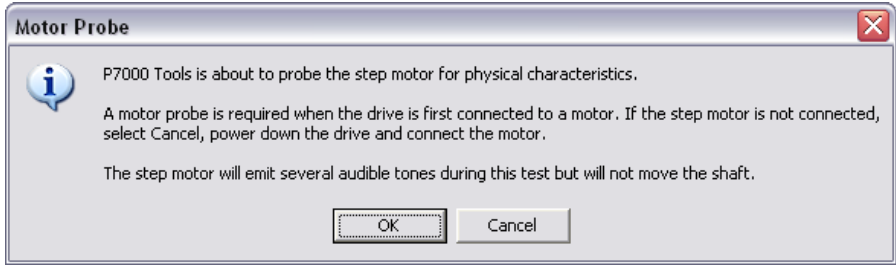 Motor Probe
P7000 Tools is about to probe the step motor for physical characteristics.
A motor probe is required when the drive is first connected to a motor. If the step motor is not connected,
select Cancel, power down the drive and connect the motor.
The step motor will emit several audible tones during this test but will not move the shaft.
OK
Cancel